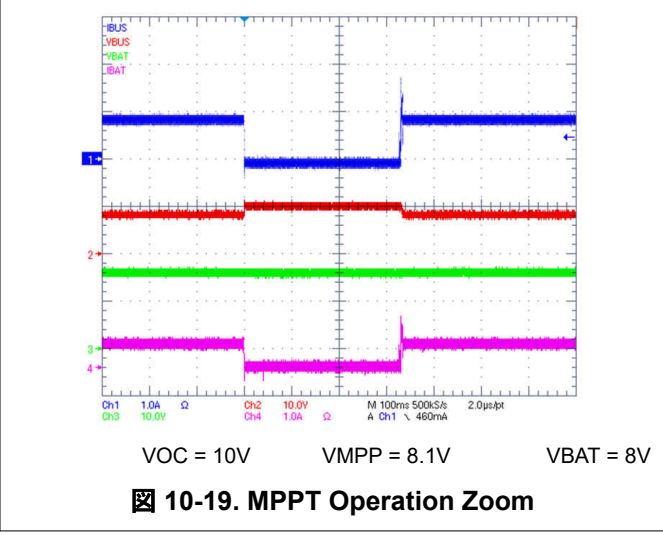 IBUS
VBUS
VBAT
IBAT
1
2
3
4
Ch1 1.0A Ω Ch2 10.0V M 100ms 500kS/s 2.0µs/pt
Ch3 10.0V Ch4 1.0A Ω A Ch1 \ 460mA
VOC = 10V VMPP = 8.1V VBAT = 8V
図 10-19. MPPT Operation Zoom